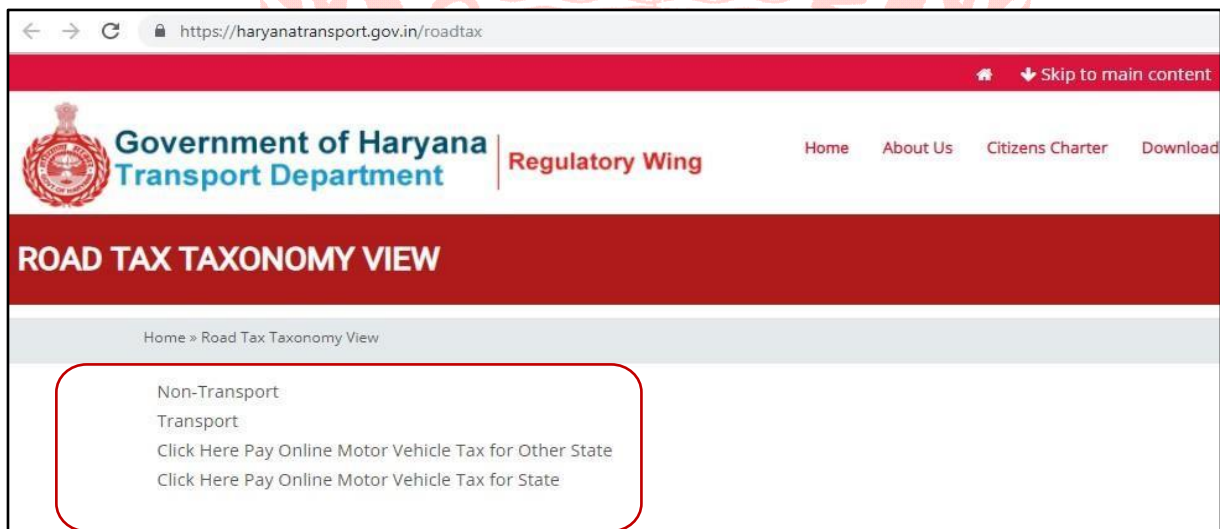 https://haryanatransport.gov.in/roadtax
Skip to main content
Government of Haryana
Transport Department
Regulatory Wing
Home About Us Citizens Charter Download
ROAD TAX TAXONOMY VIEW
Home » Road Tax Taxonomy View
Non-Transport
Transport
Click Here Pay Online Motor Vehicle Tax for Other State
Click Here Pay Online Motor Vehicle Tax for State